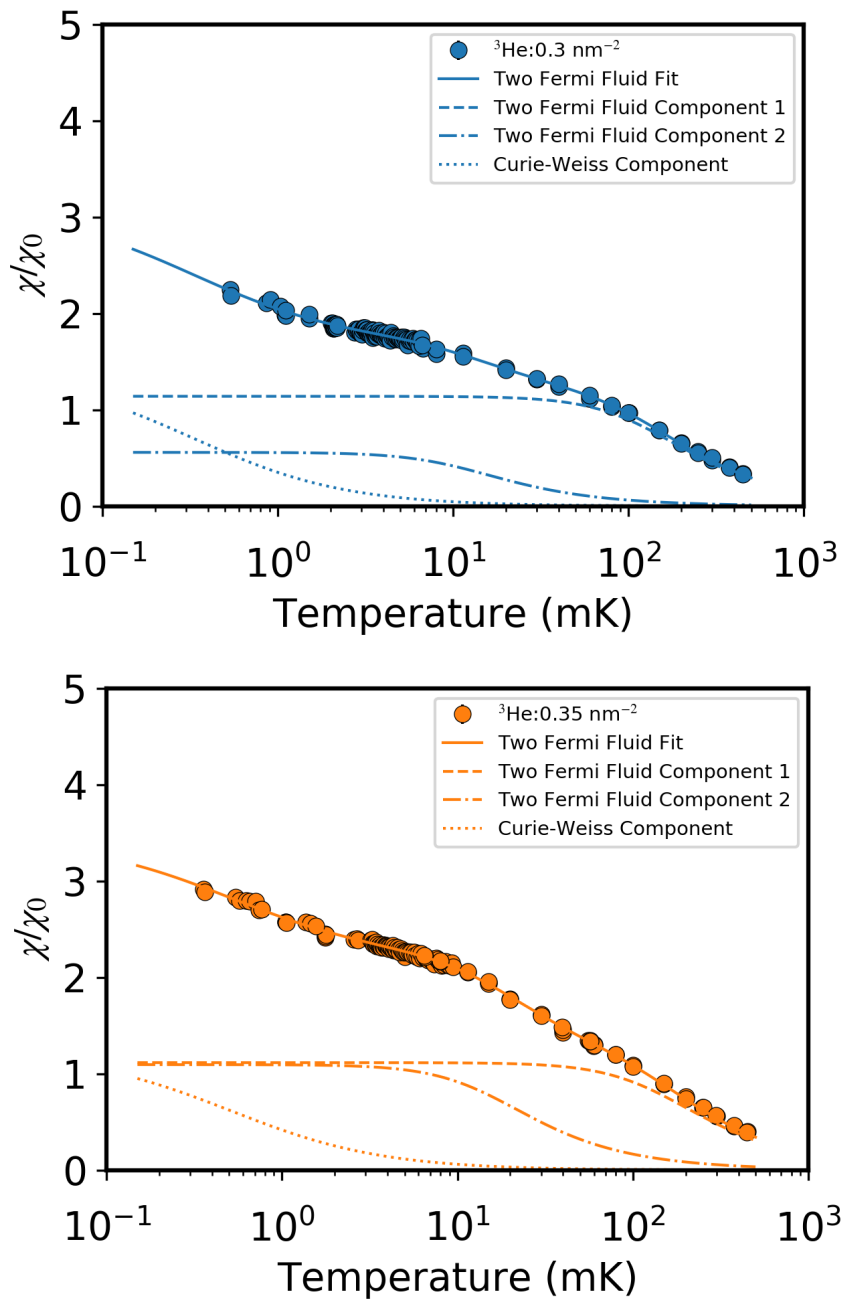 5
4
3
2
1
0
χ/χ0
³He:0.3 nm⁻²
Two Fermi Fluid Fit
Two Fermi Fluid Component 1
Two Fermi Fluid Component 2
Curie-Weiss Component
10⁻¹ 10⁰ 10¹ 10² 10³
Temperature (mK)
5
4
3
2
1
0
χ/χ0
³He:0.35 nm⁻²
Two Fermi Fluid Fit
Two Fermi Fluid Component 1
Two Fermi Fluid Component 2
Curie-Weiss Component
10⁻¹ 10⁰ 10¹ 10² 10³
Temperature (mK)